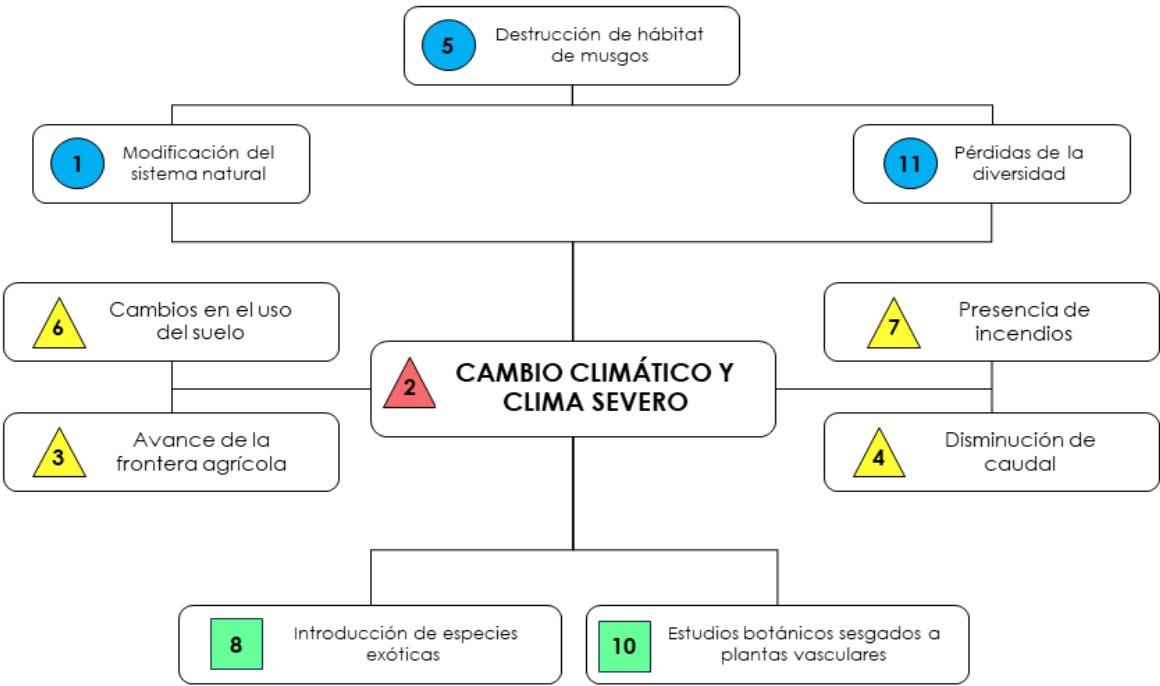 5
Destrucción de hábitat
de musgos
1
Modificación del
sistema natural
11
Pérdidas de la
diversidad
6
Cambios en el uso
del suelo
7
Presencia de
incendios
2
CAMBIO CLIMÁTICO Y
CLIMA SEVERO
3
Avance de la
frontera agrícola
4
Disminución de
caudal
8
Introducción de especies
exóticas
10
Estudios botánicos sesgados a
plantas vasculares